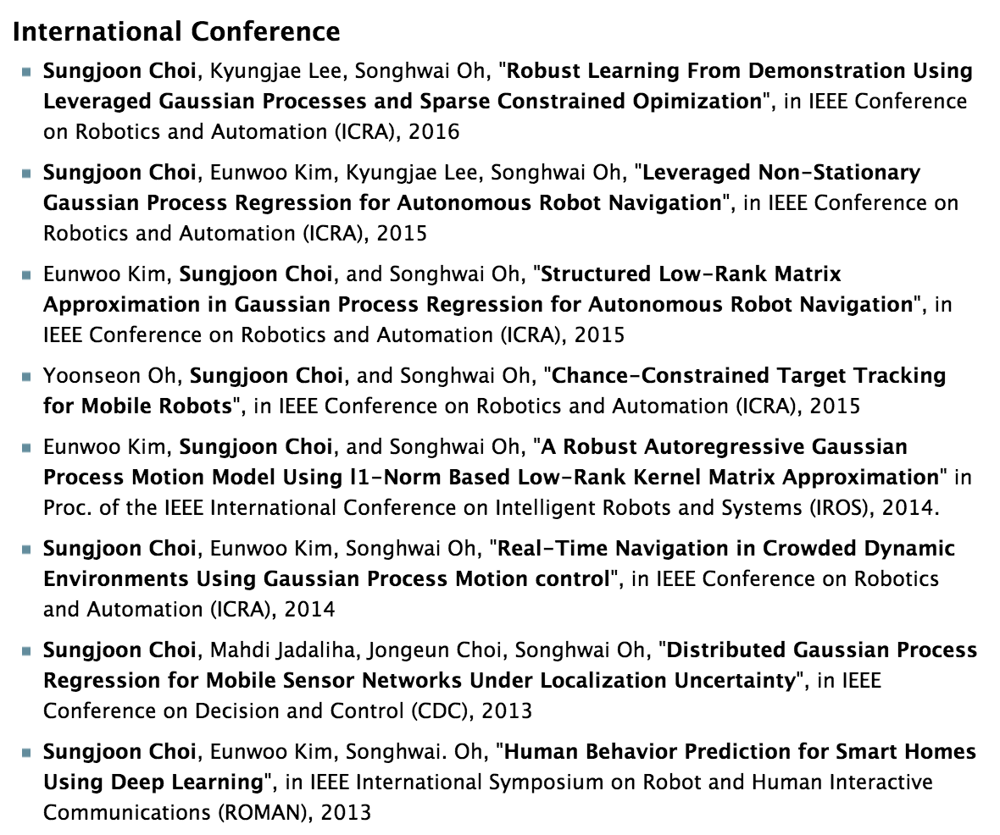 International Conference
Sungjoon Choi, Kyungjae Lee, Songhwai Oh, "Robust Learning From Demonstration Using
Leveraged Gaussian Processes and Sparse Constrained Opimization", in IEEE Conference
on Robotics and Automation (ICRA), 2016
Sungjoon Choi, Eunwoo Kim, Kyungjae Lee, Songhwai Oh, "Leveraged Non-Stationary
Gaussian Process Regression for Autonomous Robot Navigation", in IEEE Conference on
Robotics and Automation (ICRA), 2015
Eunwoo Kim, Sungjoon Choi, and Songhwai Oh, "Structured Low-Rank Matrix
Approximation in Gaussian Process Regression for Autonomous Robot Navigation", in
IEEE Conference on Robotics and Automation (ICRA), 2015
Yoonseon Oh, Sungjoon Choi, and Songhwai Oh, "Chance-Constrained Target Tracking
for Mobile Robots", in IEEE Conference on Robotics and Automation (ICRA), 2015
Eunwoo Kim, Sungjoon Choi, and Songhwai Oh, "A Robust Autoregressive Gaussian
Process Motion Model Using l1-Norm Based Low-Rank Kernel Matrix Approximation" in
Proc. of the IEEE International Conference on Intelligent Robots and Systems (IROS), 2014.
Sungjoon Choi, Eunwoo Kim, Songhwai Oh, "Real-Time Navigation in Crowded Dynamic
Environments Using Gaussian Process Motion control", in IEEE Conference on Robotics
and Automation (ICRA), 2014
Sungjoon Choi, Mahdi Jadaliha, Jongeun Choi, Songhwai Oh, "Distributed Gaussian Process
Regression for Mobile Sensor Networks Under Localization Uncertainty", in IEEE
Conference on Decision and Control (CDC), 2013
Sungjoon Choi, Eunwoo Kim, Songhwai. Oh, "Human Behavior Prediction for Smart Homes
Using Deep Learning", in IEEE International Symposium on Robot and Human Interactive
Communications (ROMAN), 2013